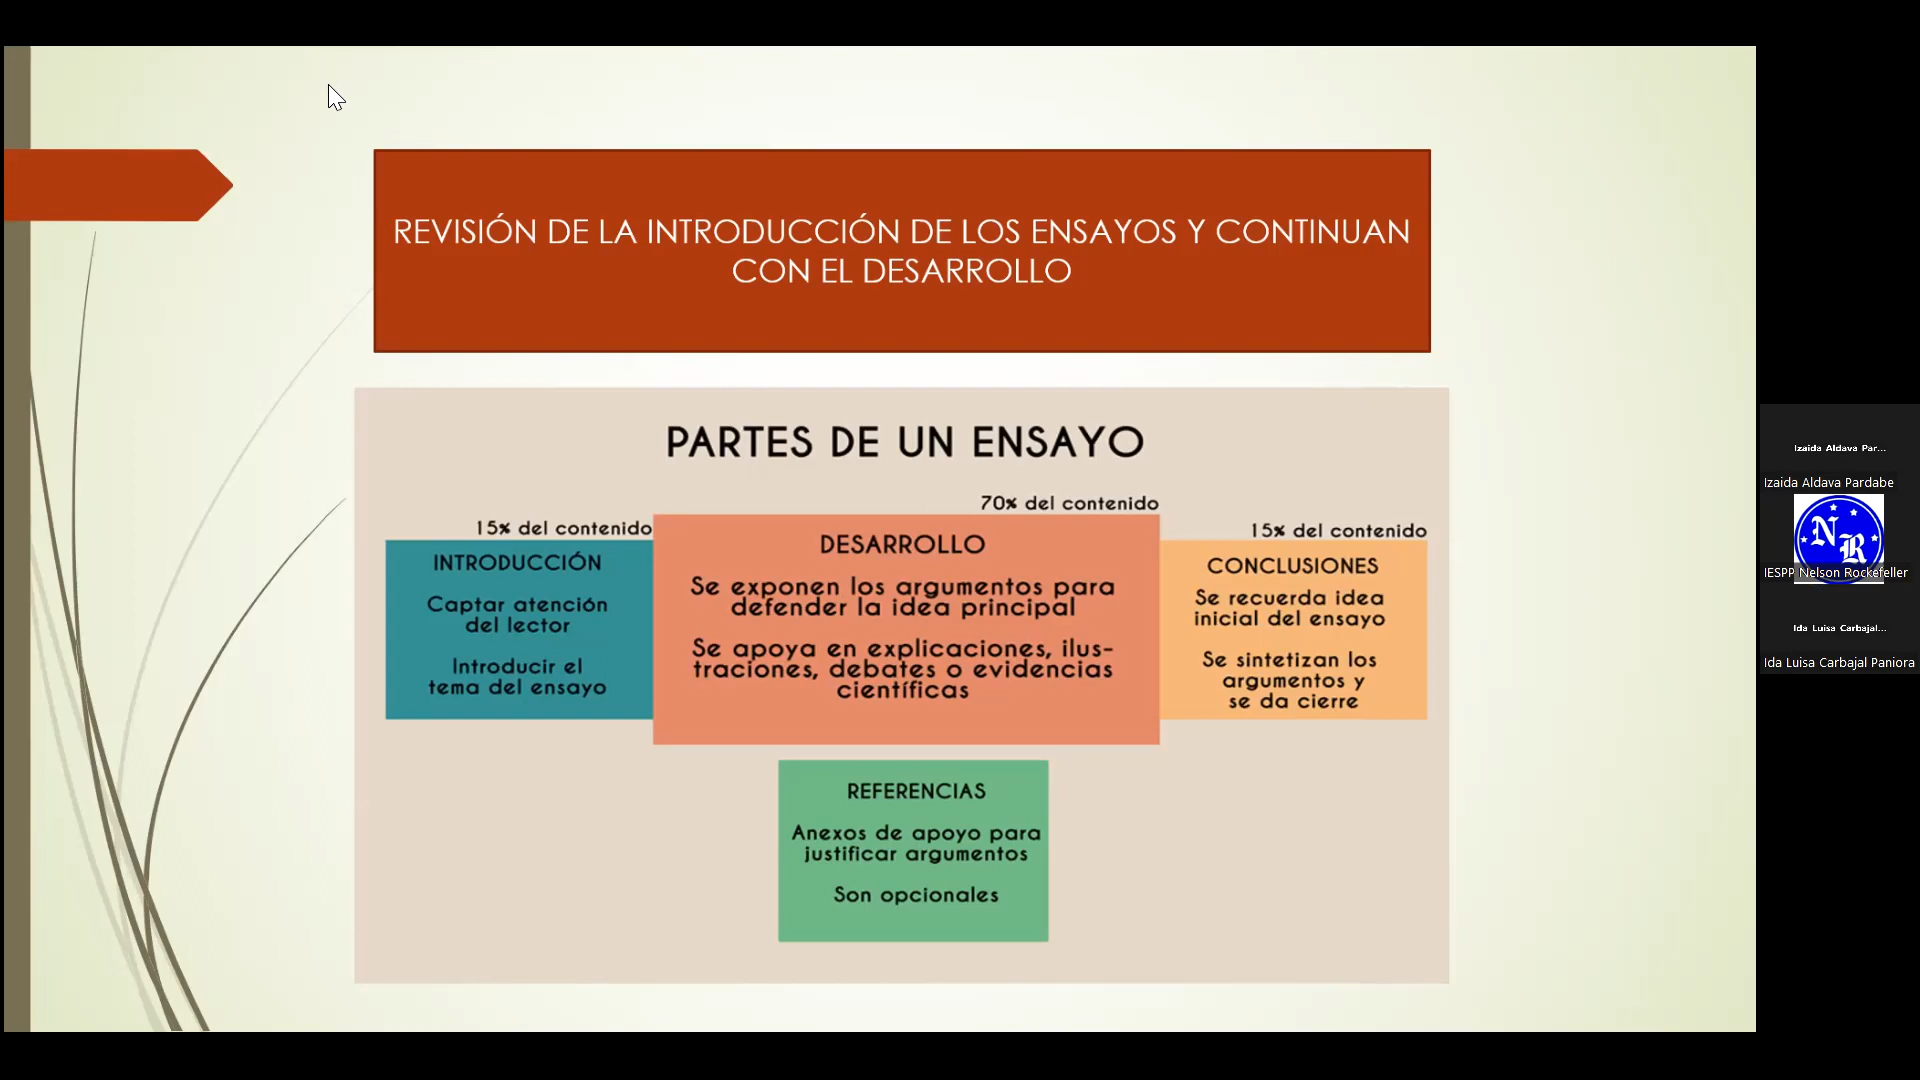 REVISIÓN DE LA INTRODUCCIÓN DE LOS ENSAYOS Y CONTINUAN
CON EL DESARROLLO
PARTES DE UN ENSAYO
15% del contenido
INTRODUCCIÓN
Captar atención
del lector
Introducir el
tema del ensayo
70% del contenido
DESARROLLO
Se exponen los argumentos para
defender la idea principal
Se apoya en explicaciones, ilus-
traciones, debates o evidencias
científicas
15% del contenido
CONCLUSIONES
Se recuerda idea
inicial del ensayo
Se sintetizan los
argumentos y
se da cierre
REFERENCIAS
Anexos de apoyo para
justificar argumentos
Son opcionales
Izaida Aldava Par...
Izaida Aldava Pardabe
N R
IESPP Nelson Rockefeller
Ida Luisa Carbajal...
Ida Luisa Carbajal Paniora